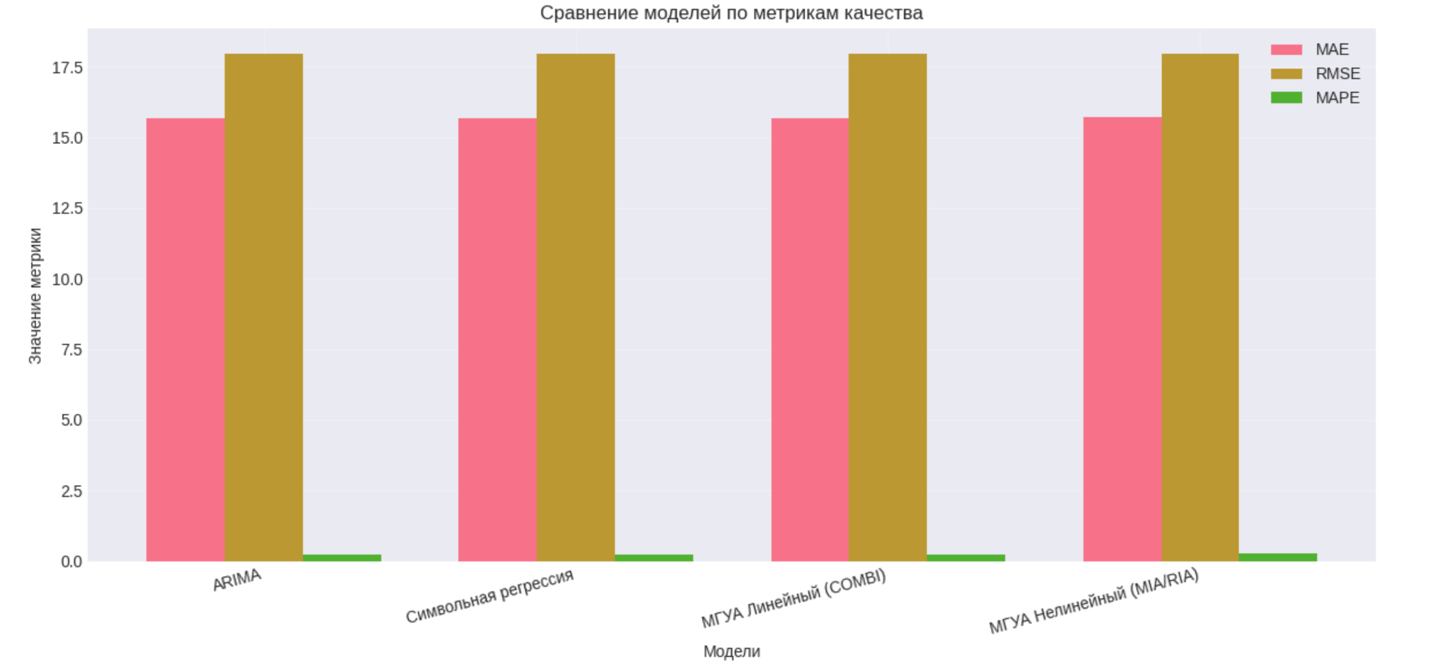 Сравнение моделей по метрикам качества
MAE
RMSE
MAPE
Значение метрики
17.5
15.0
12.5
10.0
7.5
5.0
2.5
0.0
ARIMA
Символьная регрессия
МГУА Линейный (COMBI)
МГУА Нелинейный (MIA/RIA)
Модели